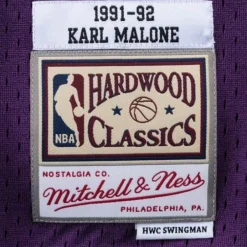 1991-92
KARL MALONE
HARDWOOD
NBA
CLASSICS
NOSTALGIA CO.
Mitchell & Ness
PHILADELPHIA, PA.
HWC SWINGMAN